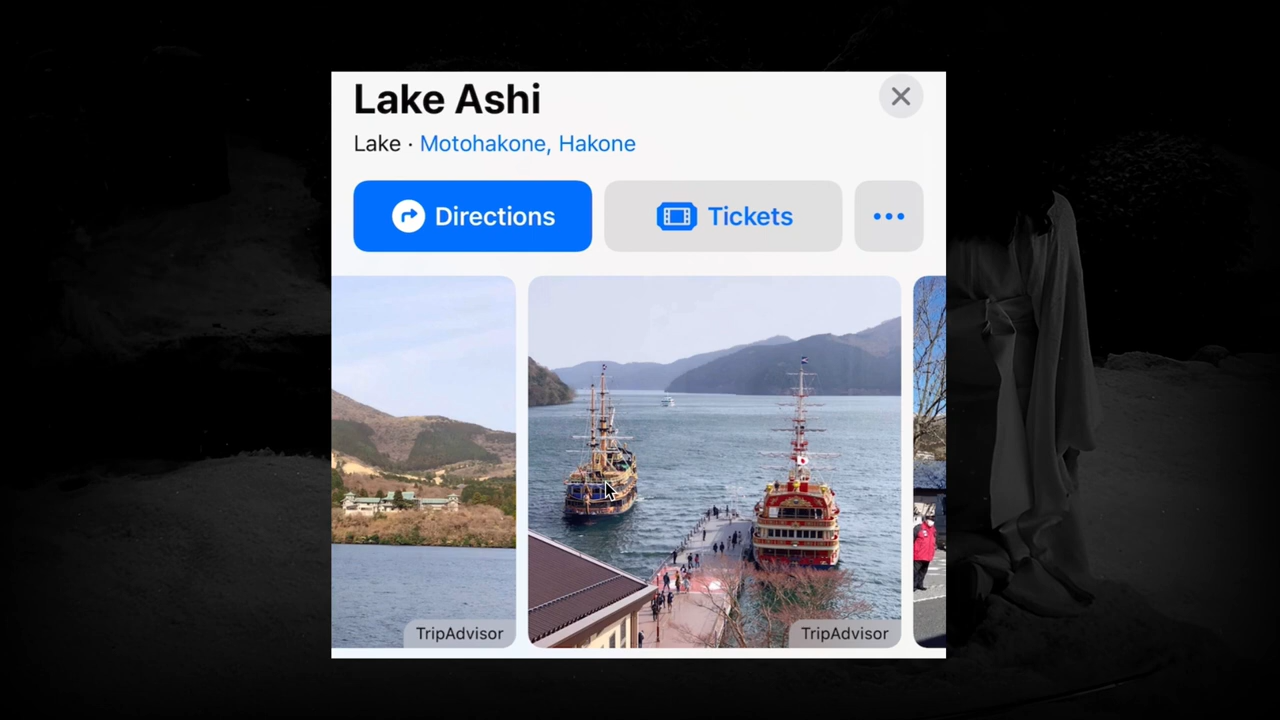 Lake Ashi
Lake · Motohakone, Hakone
Directions
Tickets
TripAdvisor
TripAdvisor